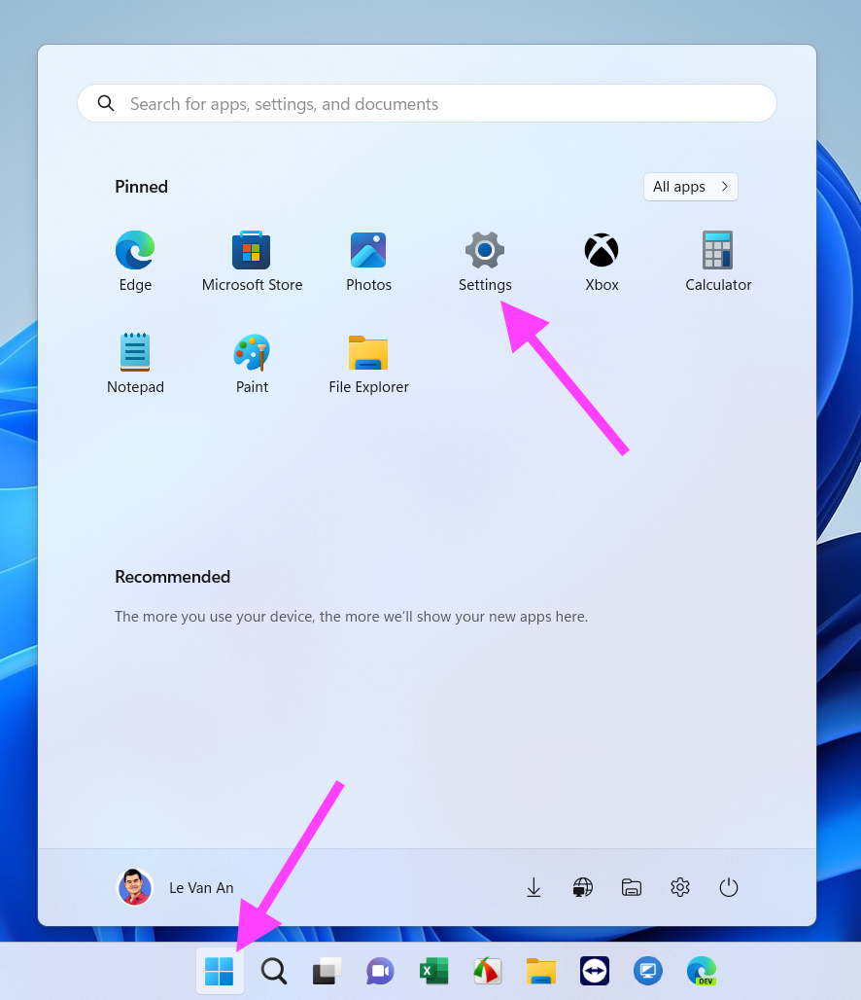 Search for apps, settings, and documents
Pinned
All apps
Edge
Microsoft Store
Photos
Settings
Xbox
Calculator
Notepad
Paint
File Explorer
Recommended
The more you use your device, the more we’ll show your new apps here.
Le Van An
X
DEV